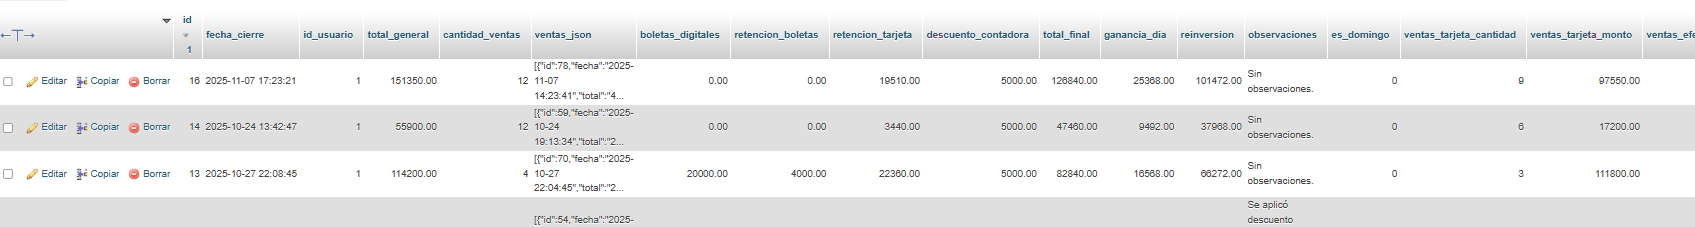 ←T→ id 1 fecha_cierre id_usuario total_general cantidad_ventas ventas_json boletas_digitales retencion_boletas retencion_tarjeta descuento_contadora total_final ganancia_dia reinversion observaciones es_domingo ventas_tarjeta_cantidad ventas_tarjeta_monto ventas_efe
Editar Copiar Borrar 16 2025-11-07 17:23:21 1 151350.00 12 [{"id":78,"fecha":"2025-
11-07
14:23:41","total":"4... 0.00 0.00 19510.00 5000.00 126840.00 25368.00 101472.00 Sin
observaciones. 0 9 97550.00
Editar Copiar Borrar 14 2025-10-24 13:42:47 1 55900.00 12 [{"id":59,"fecha":"2025-
10-24
19:13:34","total":"2... 0.00 0.00 3440.00 5000.00 47460.00 9492.00 37968.00 Sin
observaciones. 0 6 17200.00
Editar Copiar Borrar 13 2025-10-27 22:08:45 1 114200.00 4 [{"id":70,"fecha":"2025-
10-27
22:04:45","total":"2... 20000.00 4000.00 22360.00 5000.00 82840.00 16568.00 66272.00 Sin
observaciones. 0 3 111800.00
[{"id":54,"fecha":"2025- Se aplicó
descuento